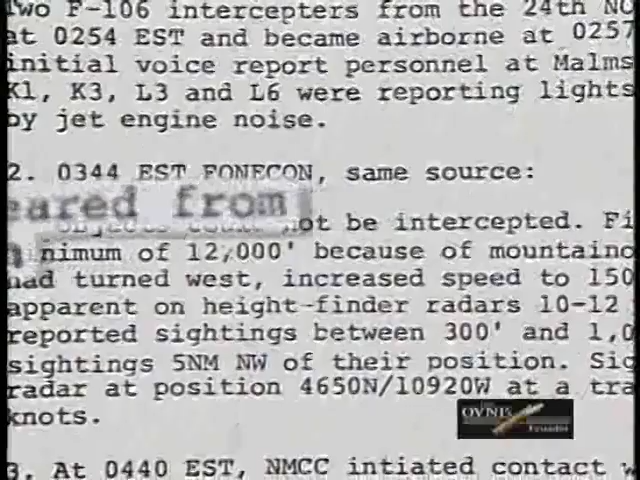 Two F-106 intercepters from the 24th NO
at 0254 EST and became airborne at 0257
initial voice report personnel at Malms
K1, K3, L3 and L6 were reporting lights
by jet engine noise.
2. 0344 EST FONECON, same source:
eared from
objects could not be intercepted. Fi
nimum of 12,000' because of mountaino
had turned west, increased speed to 150
apparent on height-finder radars 10-12
reported sightings between 300' and 1,0
sightings 5NM NW of their position. Sig
radar at position 4650N/10920W at a tra
knots.
OVNIS
Ecuador
3. At 0440 EST, NMCC intiated contact w